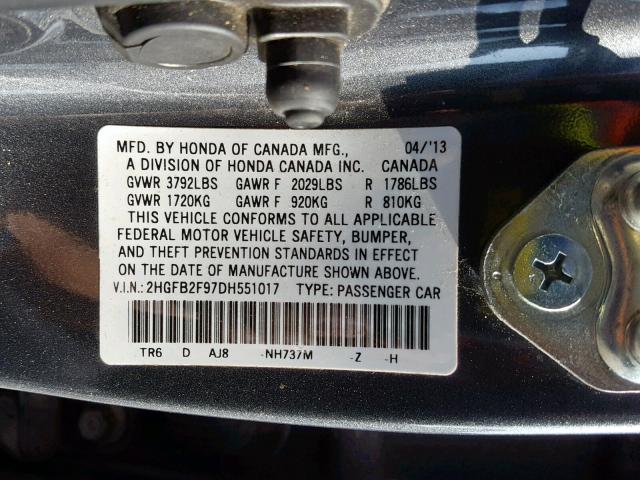 MFD. BY HONDA OF CANADA MFG., 04/'13
A DIVISION OF HONDA CANADA INC. CANADA
GVWR 3792LBS GAWR F 2029LBS R 1786LBS
GVWR 1720KG GAWR F 920KG R 810KG
THIS VEHICLE CONFORMS TO ALL APPLICABLE
FEDERAL MOTOR VEHICLE SAFETY, BUMPER,
AND THEFT PREVENTION STANDARDS IN EFFECT
ON THE DATE OF MANUFACTURE SHOWN ABOVE.
V.I.N.: 2HGFB2F97DH551017 TYPE: PASSENGER CAR
TR6 D AJ8 -NH737M -Z -H